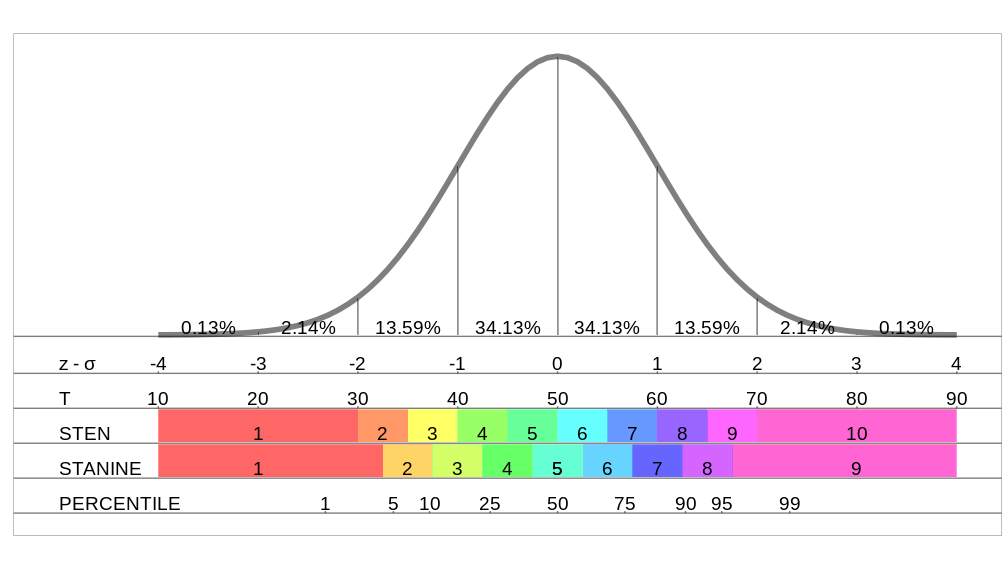 0.13% 2.14% 13.59% 34.13% 34.13% 13.59% 2.14% 0.13%
z - σ -4 -3 -2 -1 0 1 2 3 4
T 10 20 30 40 50 60 70 80 90
STEN 1 2 3 4 5 6 7 8 9 10
STANINE 1 2 3 4 5 6 7 8 9
PERCENTILE 1 5 10 25 50 75 90 95 99